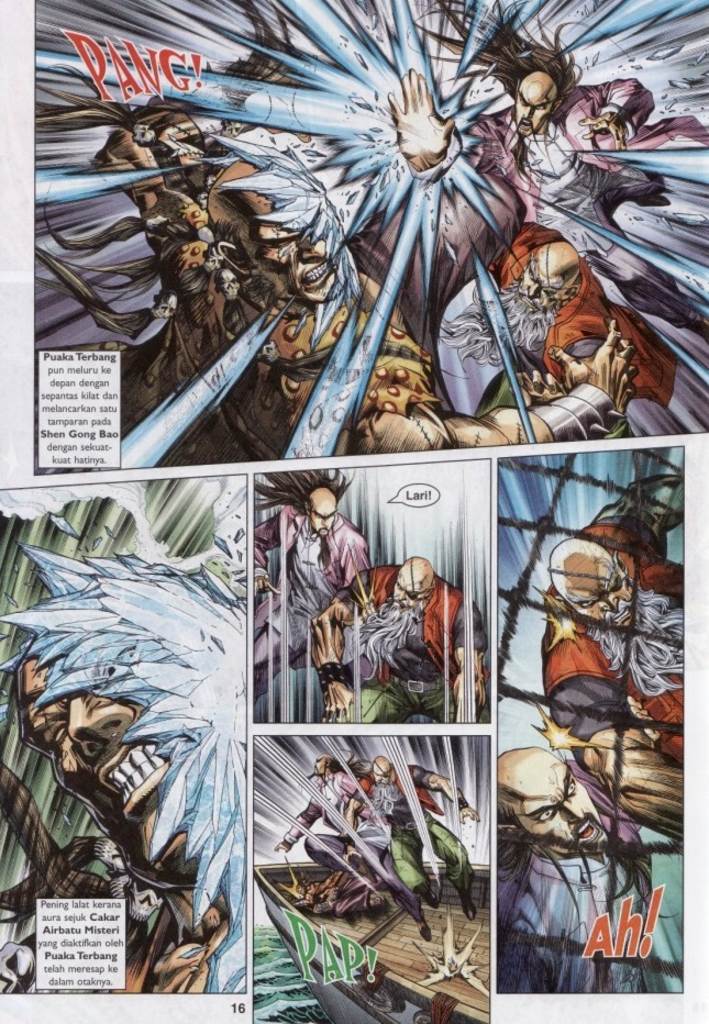 PANG!
Puaka Terbang
pun meluru ke
depan dengan
sepantas kilat dan
melancarkan satu
tamparan pada
Shen Gong Bao
dengan sekuat-
kuat hatinya.
Lari!
Pening lalat kerana
aura sejuk Cakar
Airbatu Misteri
yang diaktifkan oleh
Puaka Terbang
telah meresap ke
dalam otaknya.
PAP!
Ah!
16